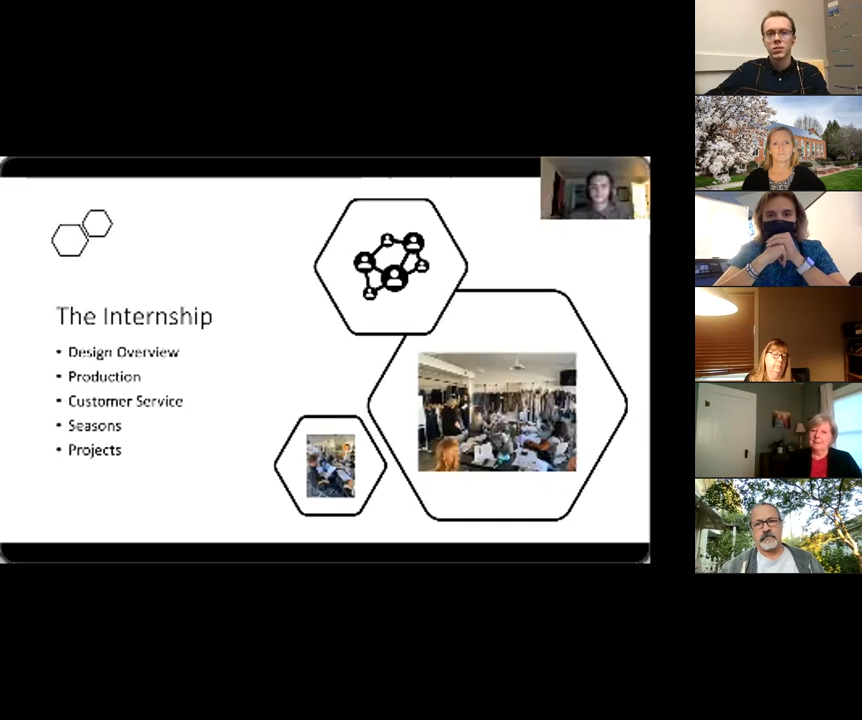 The Internship
• Design Overview
• Production
• Customer Service
• Seasons
• Projects